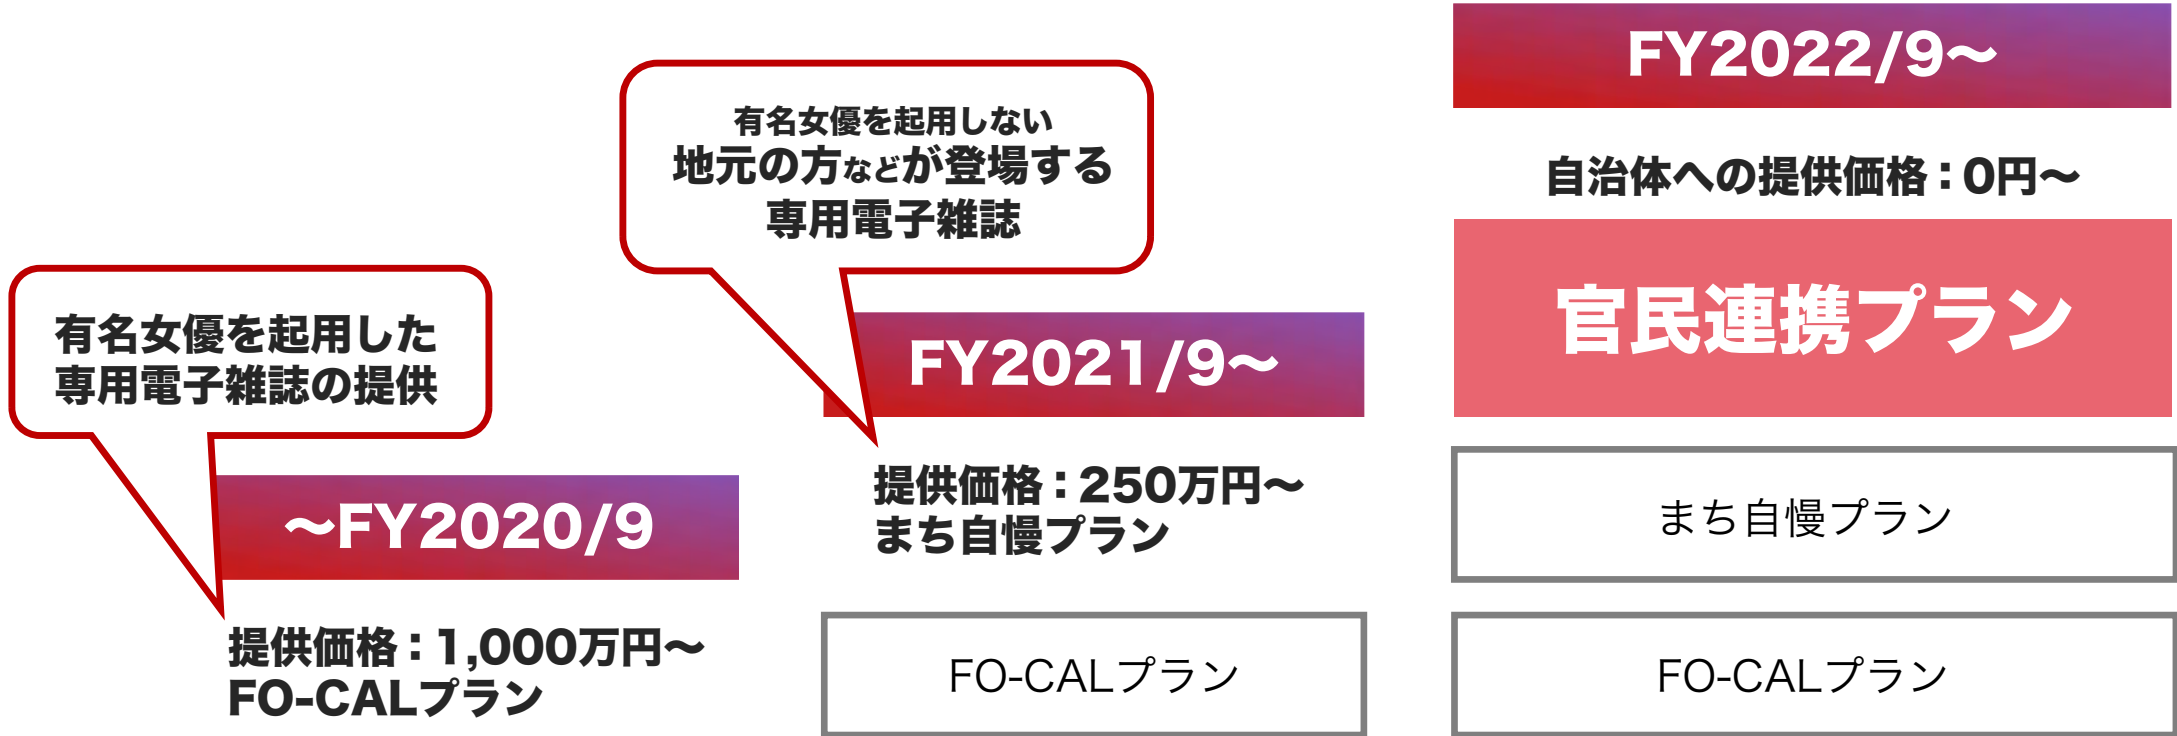 有名女優を起用した
専用電子雑誌の提供
〜FY2020/9
提供価格：1,000万円〜
FO-CALプラン
有名女優を起用しない
地元の方などが登場する
専用電子雑誌
FY2021/9〜
提供価格：250万円〜
まち自慢プラン
FO-CALプラン
FY2022/9〜
自治体への提供価格：0円〜
官民連携プラン
まち自慢プラン
FO-CALプラン